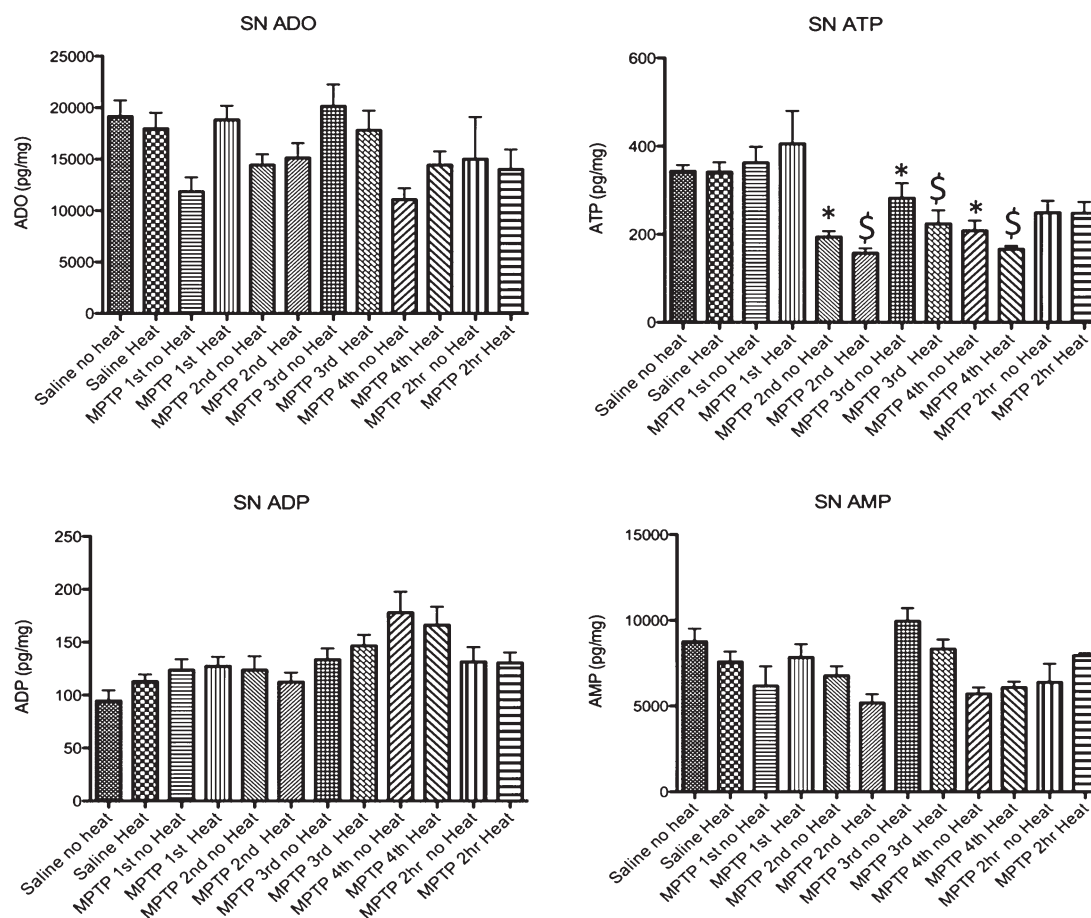 SN ADO
25000
20000
15000
10000
5000
0
ADO (pg/mg)
Saline no heat
Saline Heat
MPTP 1st no Heat
MPTP 1st Heat
MPTP 2nd no Heat
MPTP 2nd Heat
MPTP 3rd no Heat
MPTP 3rd Heat
MPTP 4th no Heat
MPTP 4th Heat
MPTP 2hr no Heat
MPTP 2hr Heat
SN ATP
600
400
200
0
ATP (pg/mg)
* $ * $ * $
Saline no heat
Saline Heat
MPTP 1st no Heat
MPTP 1st Heat
MPTP 2nd no Heat
MPTP 2nd Heat
MPTP 3rd no Heat
MPTP 3rd Heat
MPTP 4th no Heat
MPTP 4th Heat
MPTP 2hr no Heat
MPTP 2hr Heat
SN ADP
250
200
150
100
50
0
ADP (pg/mg)
Saline no heat
Saline Heat
MPTP 1st no Heat
MPTP 1st Heat
MPTP 2nd no Heat
MPTP 2nd Heat
MPTP 3rd no Heat
MPTP 3rd Heat
MPTP 4th no Heat
MPTP 4th Heat
MPTP 2hr no Heat
MPTP 2hr Heat
SN AMP
15000
10000
5000
0
AMP (pg/mg)
Saline no heat
Saline Heat
MPTP 1st no Heat
MPTP 1st Heat
MPTP 2nd no Heat
MPTP 2nd Heat
MPTP 3rd no Heat
MPTP 3rd Heat
MPTP 4th no Heat
MPTP 4th Heat
MPTP 2hr no Heat
MPTP 2hr Heat